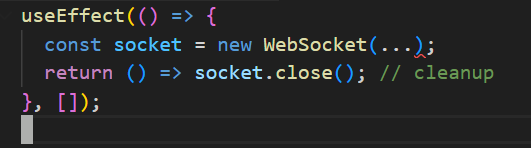 useEffect(() => {
  const socket = new WebSocket(...);
  return () => socket.close(); // cleanup
}, []);